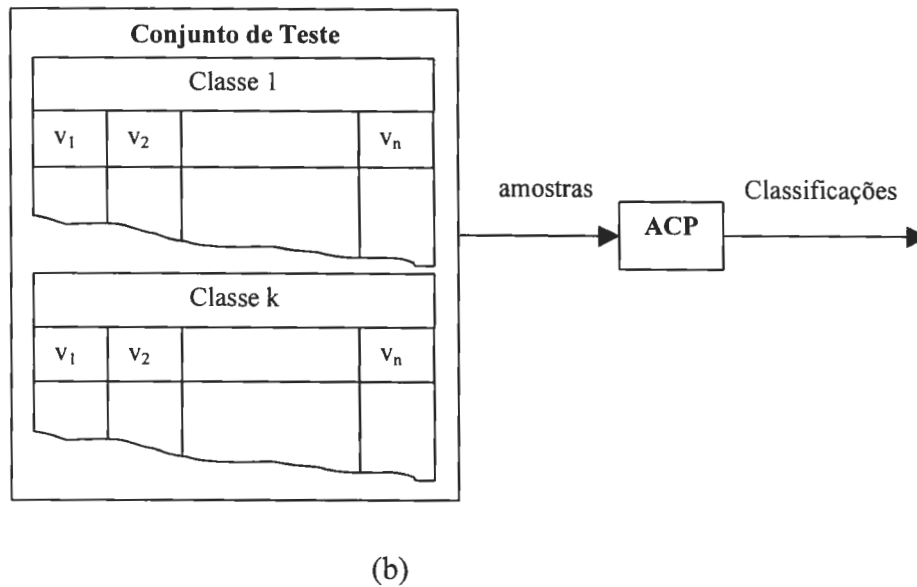 Conjunto de Teste
Classe 1
v1 v2 vn
Classe k
v1 v2 vn
amostras
ACP
Classificações
(b)